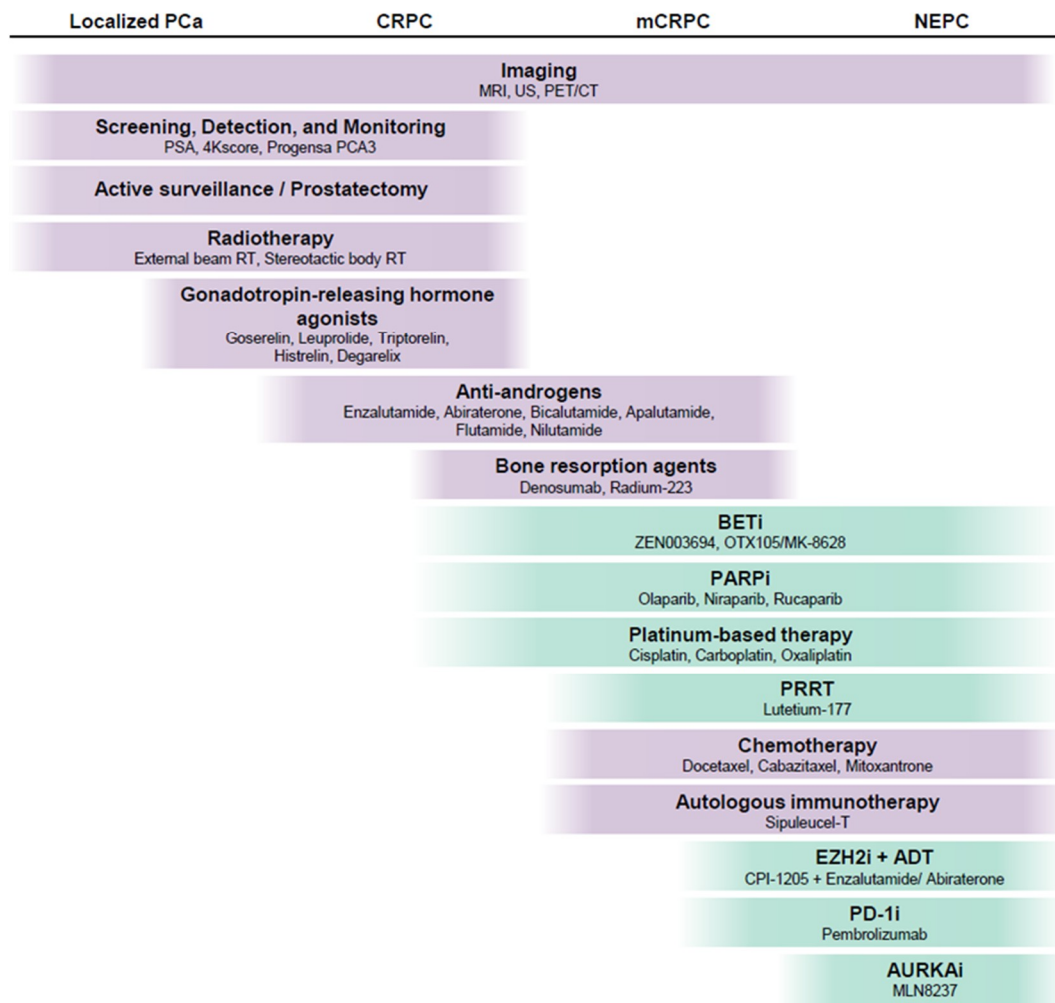 Localized PCa CRPC mCRPC NEPC
Imaging
MRI, US, PET/CT
Screening, Detection, and Monitoring
PSA, 4Kscore, Progensa PCA3
Active surveillance / Prostatectomy
Radiotherapy
External beam RT, Stereotactic body RT
Gonadotropin-releasing hormone
agonists
Goserelin, Leuprolide, Triptorelin,
Histrelin, Degarelix
Anti-androgens
Enzalutamide, Abiraterone, Bicalutamide, Apalutamide,
Flutamide, Nilutamide
Bone resorption agents
Denosumab, Radium-223
BETi
ZEN003694, OTX105/MK-8628
PARPi
Olaparib, Niraparib, Rucaparib
Platinum-based therapy
Cisplatin, Carboplatin, Oxaliplatin
PRRT
Lutetium-177
Chemotherapy
Docetaxel, Cabazitaxel, Mitoxantrone
Autologous immunotherapy
Sipuleucel-T
EZH2i + ADT
CPI-1205 + Enzalutamide/ Abiraterone
PD-1i
Pembrolizumab
AURKAi
MLN8237